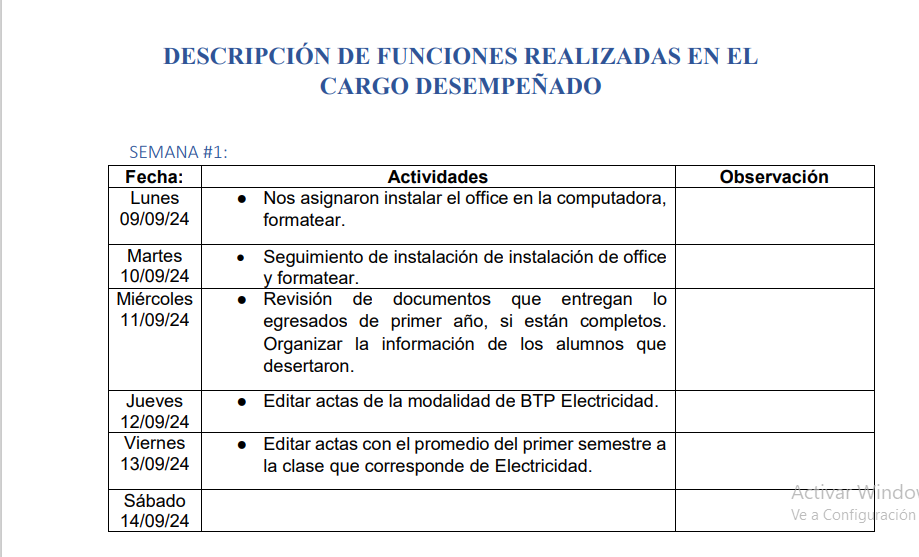 DESCRIPCIÓN DE FUNCIONES REALIZADAS EN EL
CARGO DESEMPEÑADO
SEMANA #1:
Fecha: Actividades Observación
Lunes
09/09/24
● Nos asignaron instalar el office en la computadora,
formatear.
Martes
10/09/24
● Seguimiento de instalación de instalación de office
y formatear.
Miércoles
11/09/24
● Revisión de documentos que entregan lo
egresados de primer año, si están completos.
Organizar la información de los alumnos que
desertaron.
Jueves
12/09/24
● Editar actas de la modalidad de BTP Electricidad.
Viernes
13/09/24
● Editar actas con el promedio del primer semestre a
la clase que corresponde de Electricidad.
Sábado
14/09/24
Activar Window
Ve a Configuración